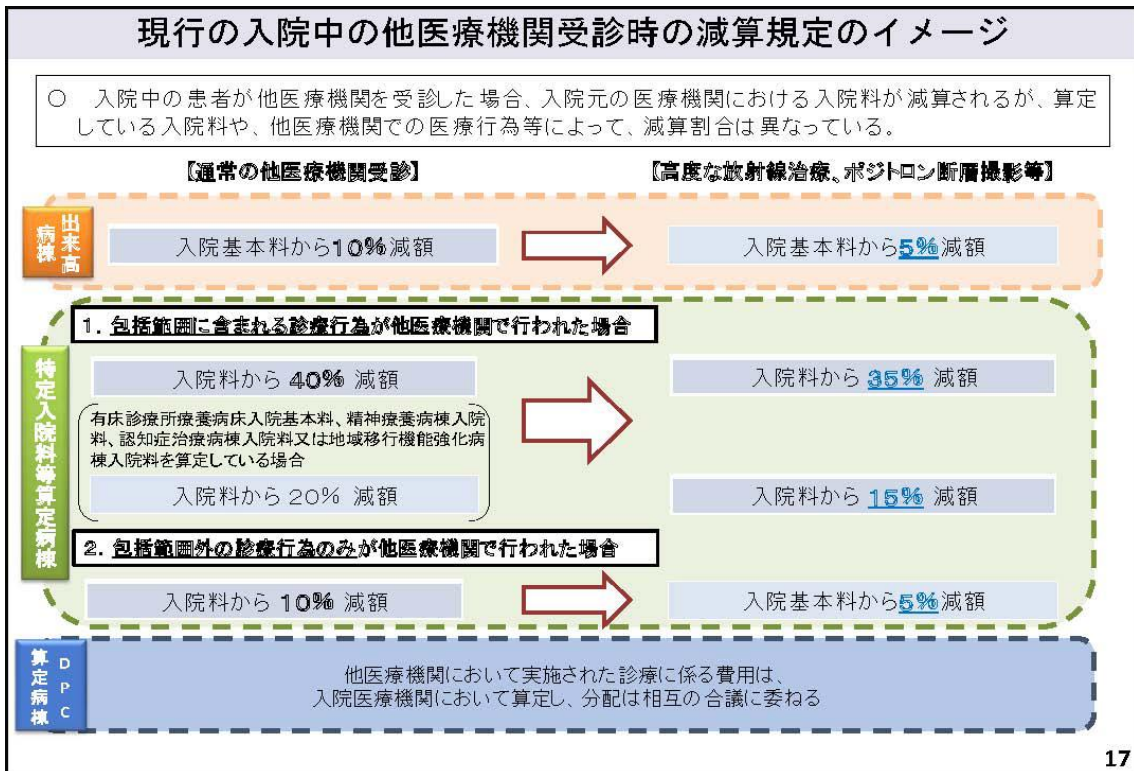 現行の入院中の他医療機関受診時の減算規定のイメージ
○　入院中の患者が他医療機関を受診した場合、入院元の医療機関における入院料が減算されるが、算定
している入院料や、他医療機関での医療行為等によって、減算割合は異なっている。
【通常の他医療機関受診】
【高度な放射線治療、ポジトロン断層撮影等】
出来高
病棟
入院基本料から10%減額
入院基本料から5%減額
特定入院料等算定病棟
1. 包括範囲に含まれる診療行為が他医療機関で行われた場合
入院料から 40% 減額
入院料から 35% 減額
有床診療所療養病床入院基本料、精神療養病棟入院
料、認知症治療病棟入院料又は地域移行機能強化病
棟入院料を算定している場合
入院料から 20% 減額
入院料から 15% 減額
2. 包括範囲外の診療行為のみが他医療機関で行われた場合
入院料から 10% 減額
入院基本料から5%減額
DPC
算定病棟
他医療機関において実施された診療に係る費用は、
入院医療機関において算定し、分配は相互の合議に委ねる
17